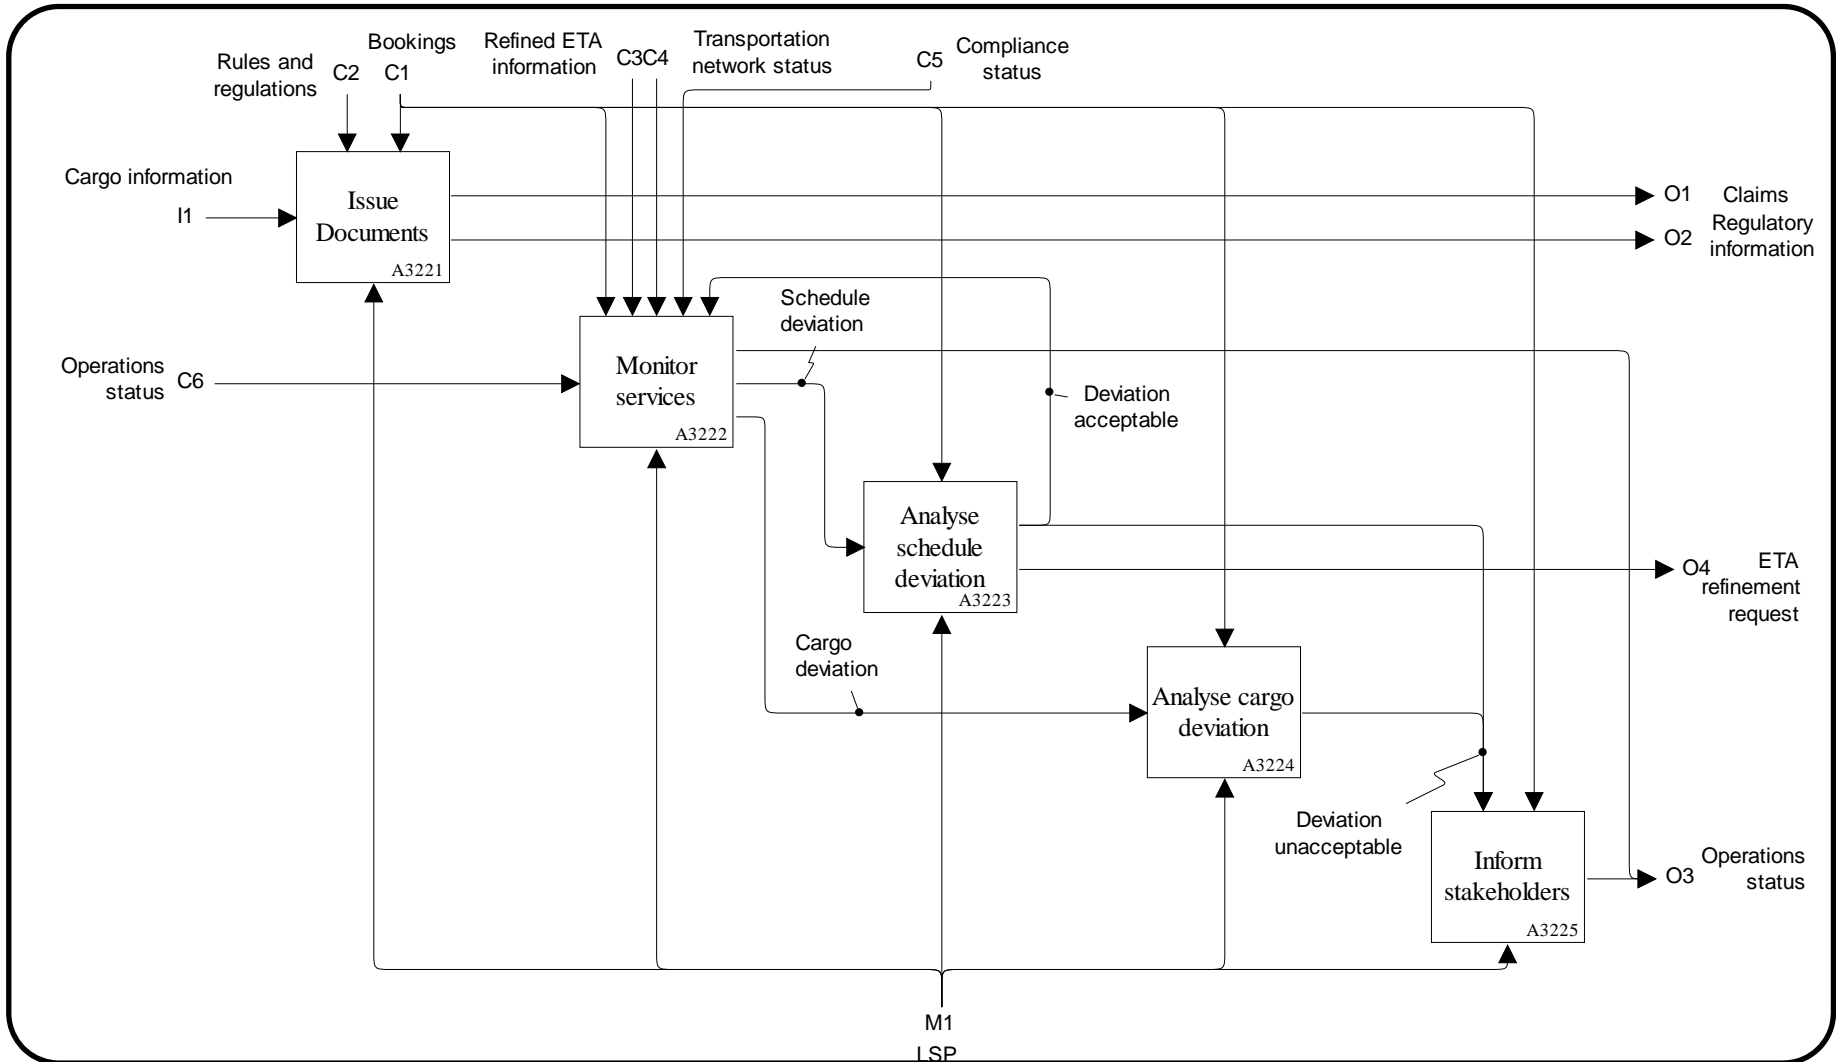 Bookings
Refined ETA
information
Transportation
network status
Compliance
status
Rules and
regulations
C2
C1
C3C4
C5
Cargo information
I1
Issue
Documents
A3221
O1
Claims
O2
Regulatory
information
Schedule
deviation
Operations
status
C6
Monitor
services
A3222
Deviation
acceptable
Analyse
schedule
deviation
A3223
O4
ETA
refinement
request
Cargo
deviation
Analyse cargo
deviation
A3224
Deviation
unacceptable
Inform
stakeholders
A3225
O3
Operations
status
M1
LSP